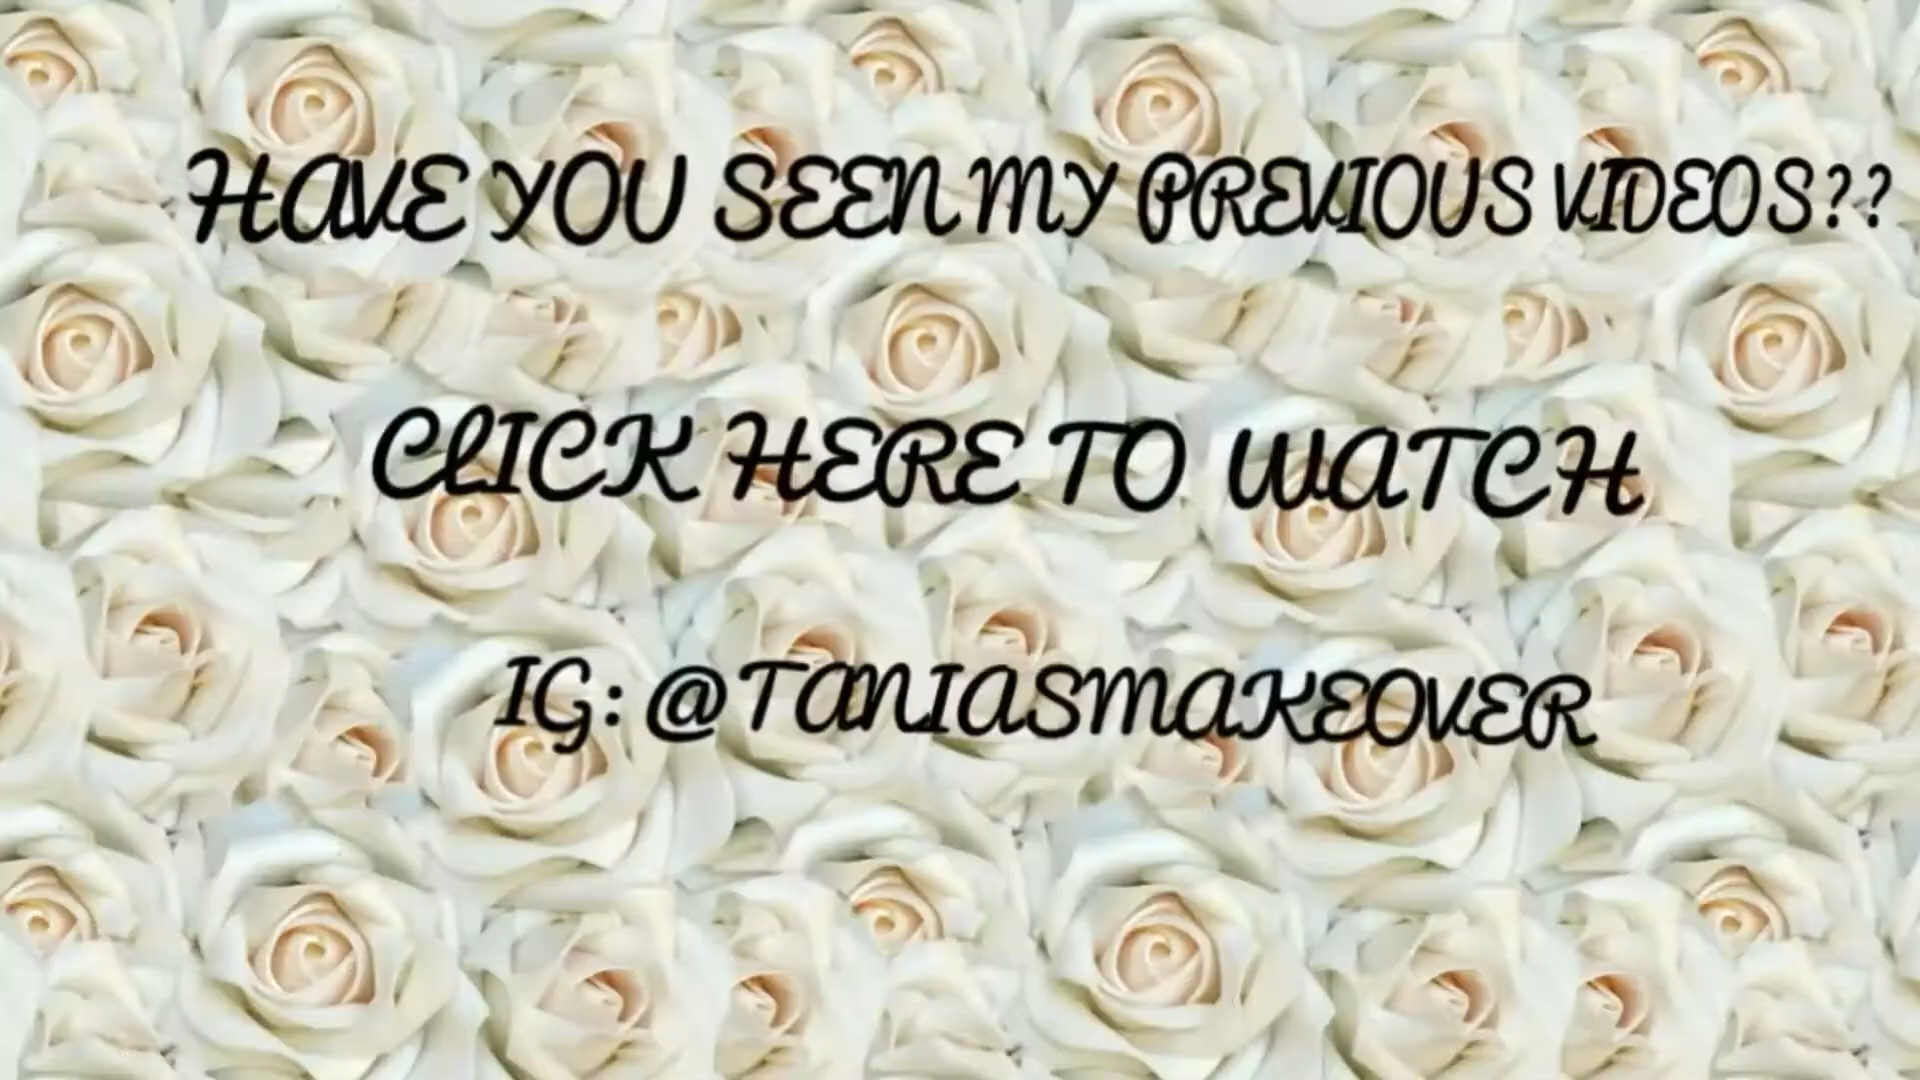 HAVE YOU SEEN MY PREVIOUS VIDEOS??
CLICK HERE TO WATCH
IG: @TANIASMAKEOVER